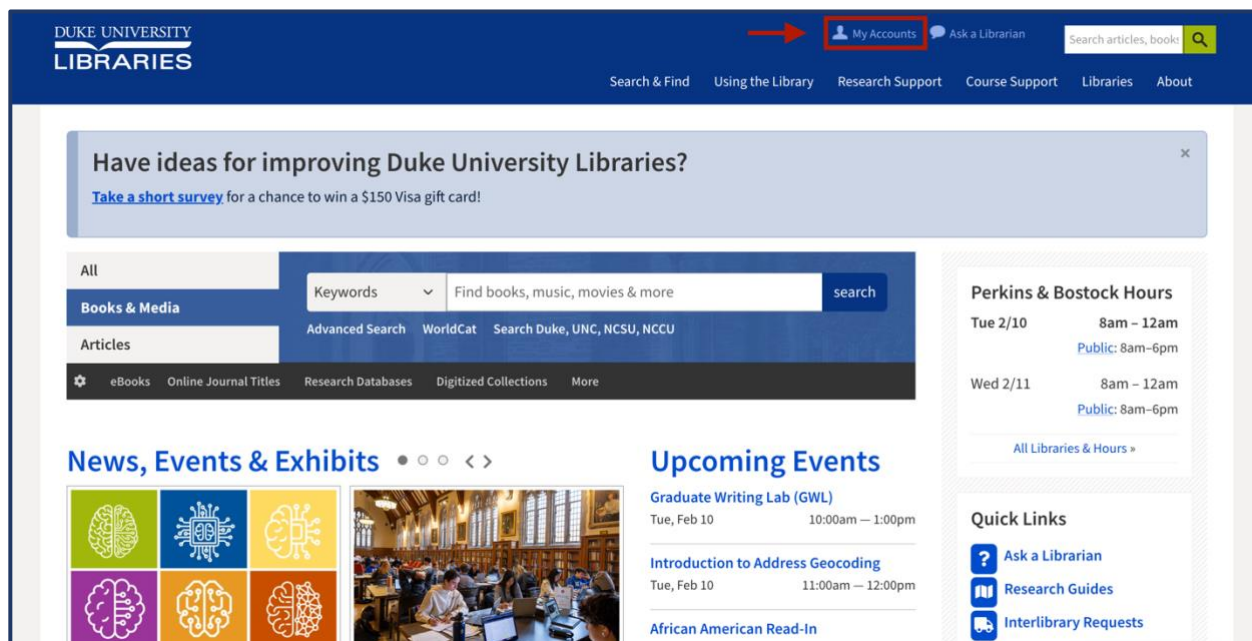 DUKE UNIVERSITY
LIBRARIES
My Accounts
Ask a Librarian
Search articles, book
Search & Find
Using the Library
Research Support
Course Support
Libraries
About
Have ideas for improving Duke University Libraries?
×
Take a short survey for a chance to win a $150 Visa gift card!
All
Books & Media
Articles
Keywords
Find books, music, movies & more
search
Advanced Search
WorldCat
Search Duke, UNC, NCSU, NCCU
eBooks
Online Journal Titles
Research Databases
Digitized Collections
More
Perkins & Bostock Hours
Tue 2/10 8am – 12am
Public: 8am–6pm
Wed 2/11 8am – 12am
Public: 8am–6pm
All Libraries & Hours »
News, Events & Exhibits
Upcoming Events
Graduate Writing Lab (GWL)
Tue, Feb 10 10:00am — 1:00pm
Introduction to Address Geocoding
Tue, Feb 10 11:00am — 12:00pm
African American Read-In
Quick Links
? Ask a Librarian
Research Guides
Interlibrary Requests